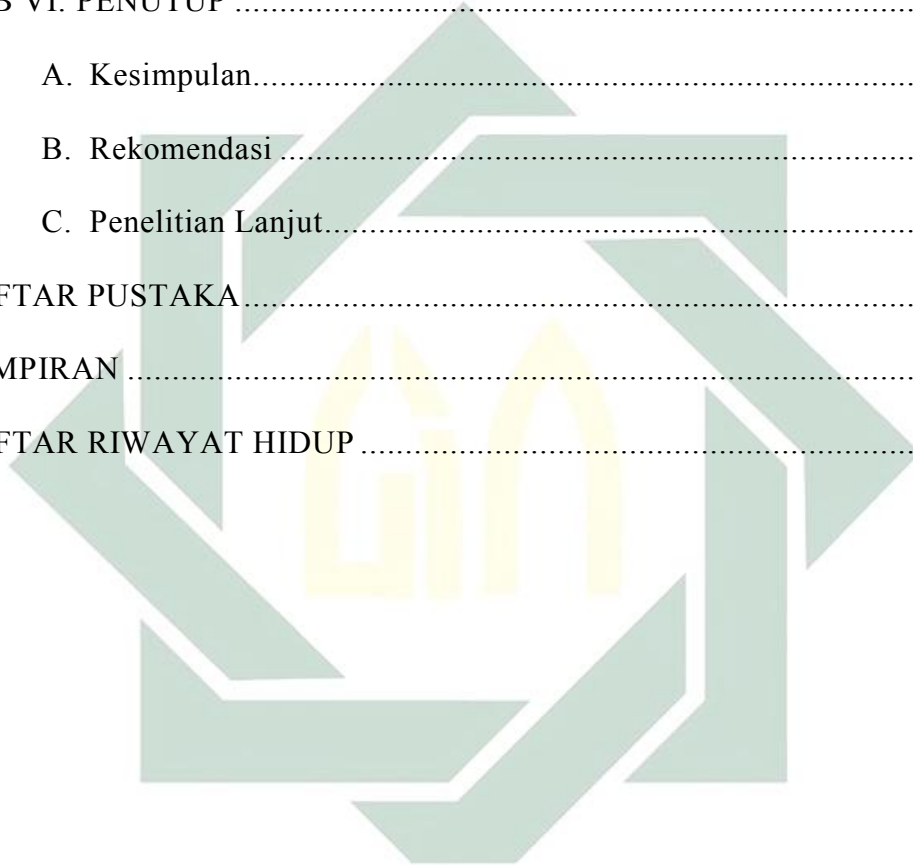 B VI. PENUTUP ................................................................................
A. Kesimpulan................................................................................
B. Rekomendasi ................................................................................
C. Penelitian Lanjut................................................................................
FTAR PUSTAKA................................................................................
MPIRAN ................................................................................
FTAR RIWAYAT HIDUP ................................................................................